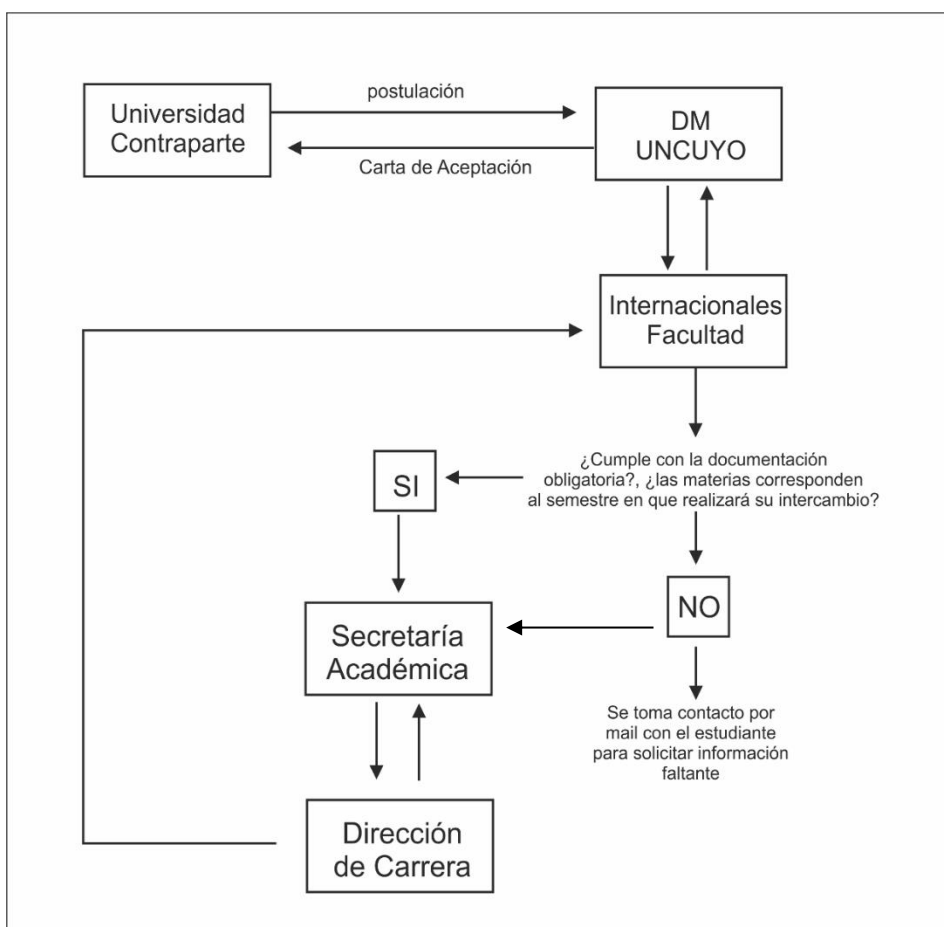 postulación
Universidad
Contraparte
DM
UNCUYO
Carta de Aceptación
Internacionales
Facultad
¿Cumple con la documentación
obligatoria?, ¿las materias corresponden
al semestre en que realizará su intercambio?
SI
NO
Secretaría
Académica
Se toma contacto por
mail con el estudiante
para solicitar información
faltante
Dirección
de Carrera